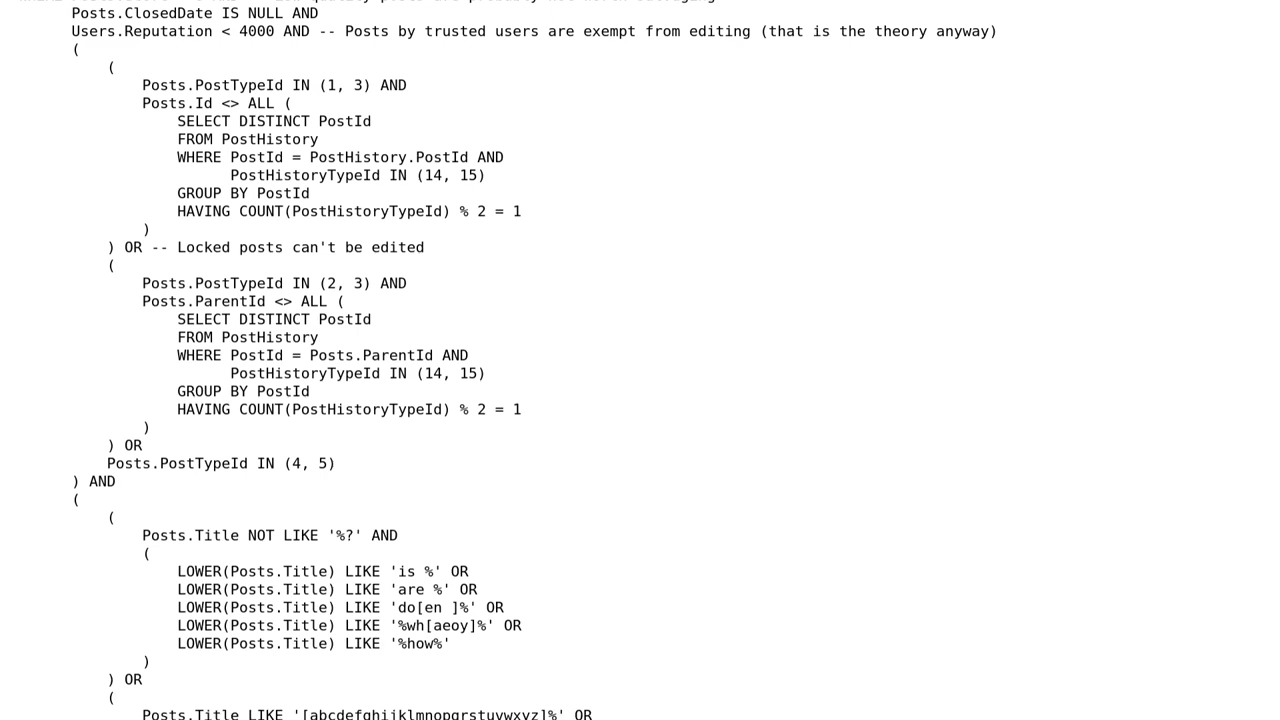 Posts.ClosedDate IS NULL AND
Users.Reputation < 4000 AND -- Posts by trusted users are exempt from editing (that is the theory anyway)
(
(
Posts.PostTypeId IN (1, 3) AND
Posts.Id <> ALL (
SELECT DISTINCT PostId
FROM PostHistory
WHERE PostId = PostHistory.PostId AND
PostHistoryTypeId IN (14, 15)
GROUP BY PostId
HAVING COUNT(PostHistoryTypeId) % 2 = 1
)
) OR -- Locked posts can't be edited
(
Posts.PostTypeId IN (2, 3) AND
Posts.ParentId <> ALL (
SELECT DISTINCT PostId
FROM PostHistory
WHERE PostId = Posts.ParentId AND
PostHistoryTypeId IN (14, 15)
GROUP BY PostId
HAVING COUNT(PostHistoryTypeId) % 2 = 1
)
) OR
Posts.PostTypeId IN (4, 5)
) AND
(
(
Posts.Title NOT LIKE '%?' AND
(
LOWER(Posts.Title) LIKE 'is %' OR
LOWER(Posts.Title) LIKE 'are %' OR
LOWER(Posts.Title) LIKE 'do[en ]%' OR
LOWER(Posts.Title) LIKE '%wh[aeoy]%' OR
LOWER(Posts.Title) LIKE '%how%'
)
) OR
(
Posts.Title LIKE '[abcdefghijklmnopqrstuvwxyz]%' OR